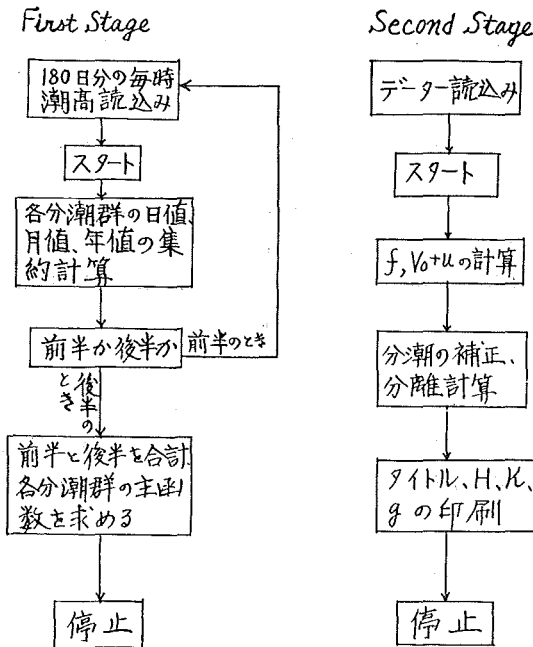 First Stage
180日分の毎時
潮高読込み
スタート
各分潮群の日値、
月値、年値の集
約計算
前半か後半か
前半のとき
後半の
とき
前半と後半を合計、
各分潮群の主函
数を求める
停止
Second Stage
データー読込み
スタート
f,V₀+uの計算
分潮の補正、
分離計算
タイトル、H、K、
gの印刷
停止